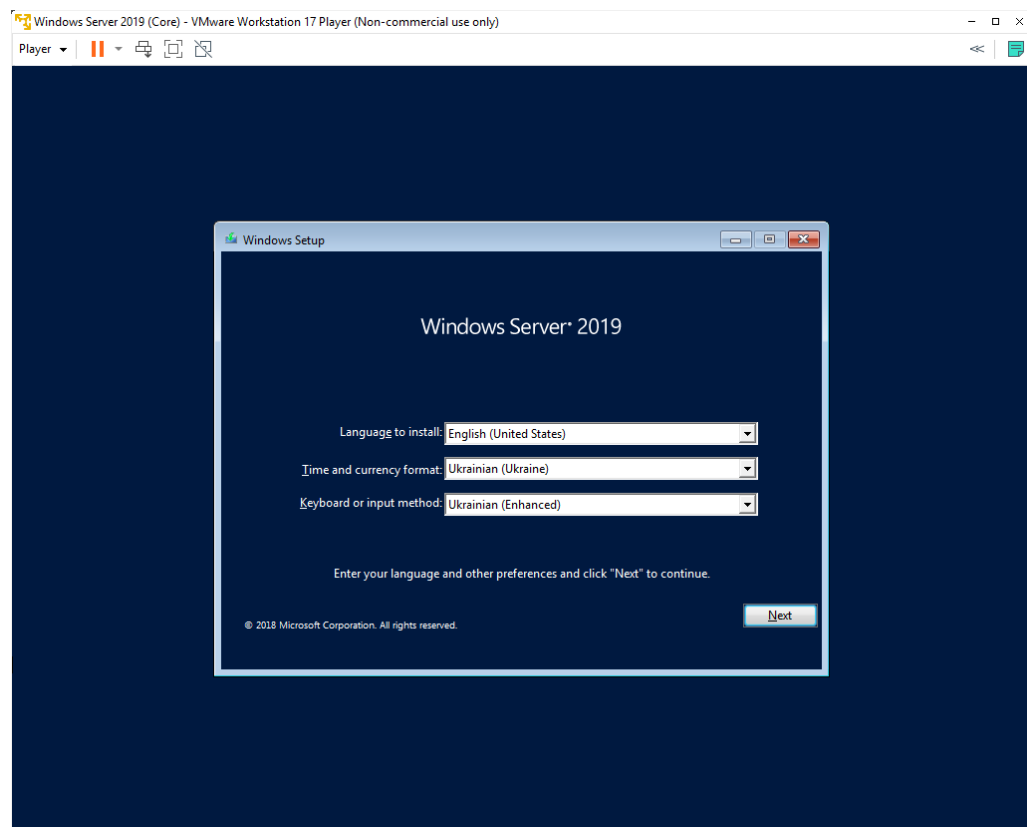 Windows Server 2019 (Core) - VMware Workstation 17 Player (Non-commercial use only)
Player
Windows Setup
Windows Server® 2019
Language to install: English (United States)
Time and currency format: Ukrainian (Ukraine)
Keyboard or input method: Ukrainian (Enhanced)
Enter your language and other preferences and click "Next" to continue.
Next
© 2018 Microsoft Corporation. All rights reserved.